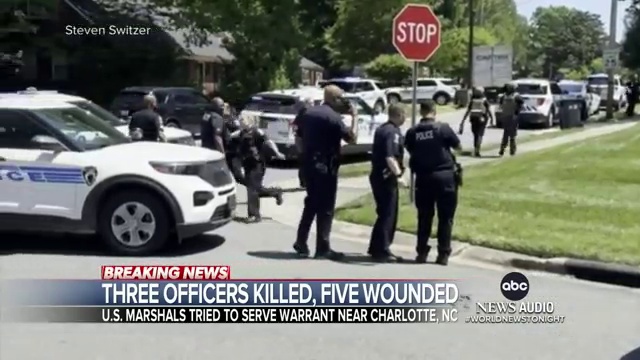 Steven Switzer
STOP
POLICE
ICE
BREAKING NEWS
THREE OFFICERS KILLED, FIVE WOUNDED
U.S. MARSHALS TRIED TO SERVE WARRANT NEAR CHARLOTTE, NC
abc
NEWS AUDIO
#WORLDNEWSTONIGHT